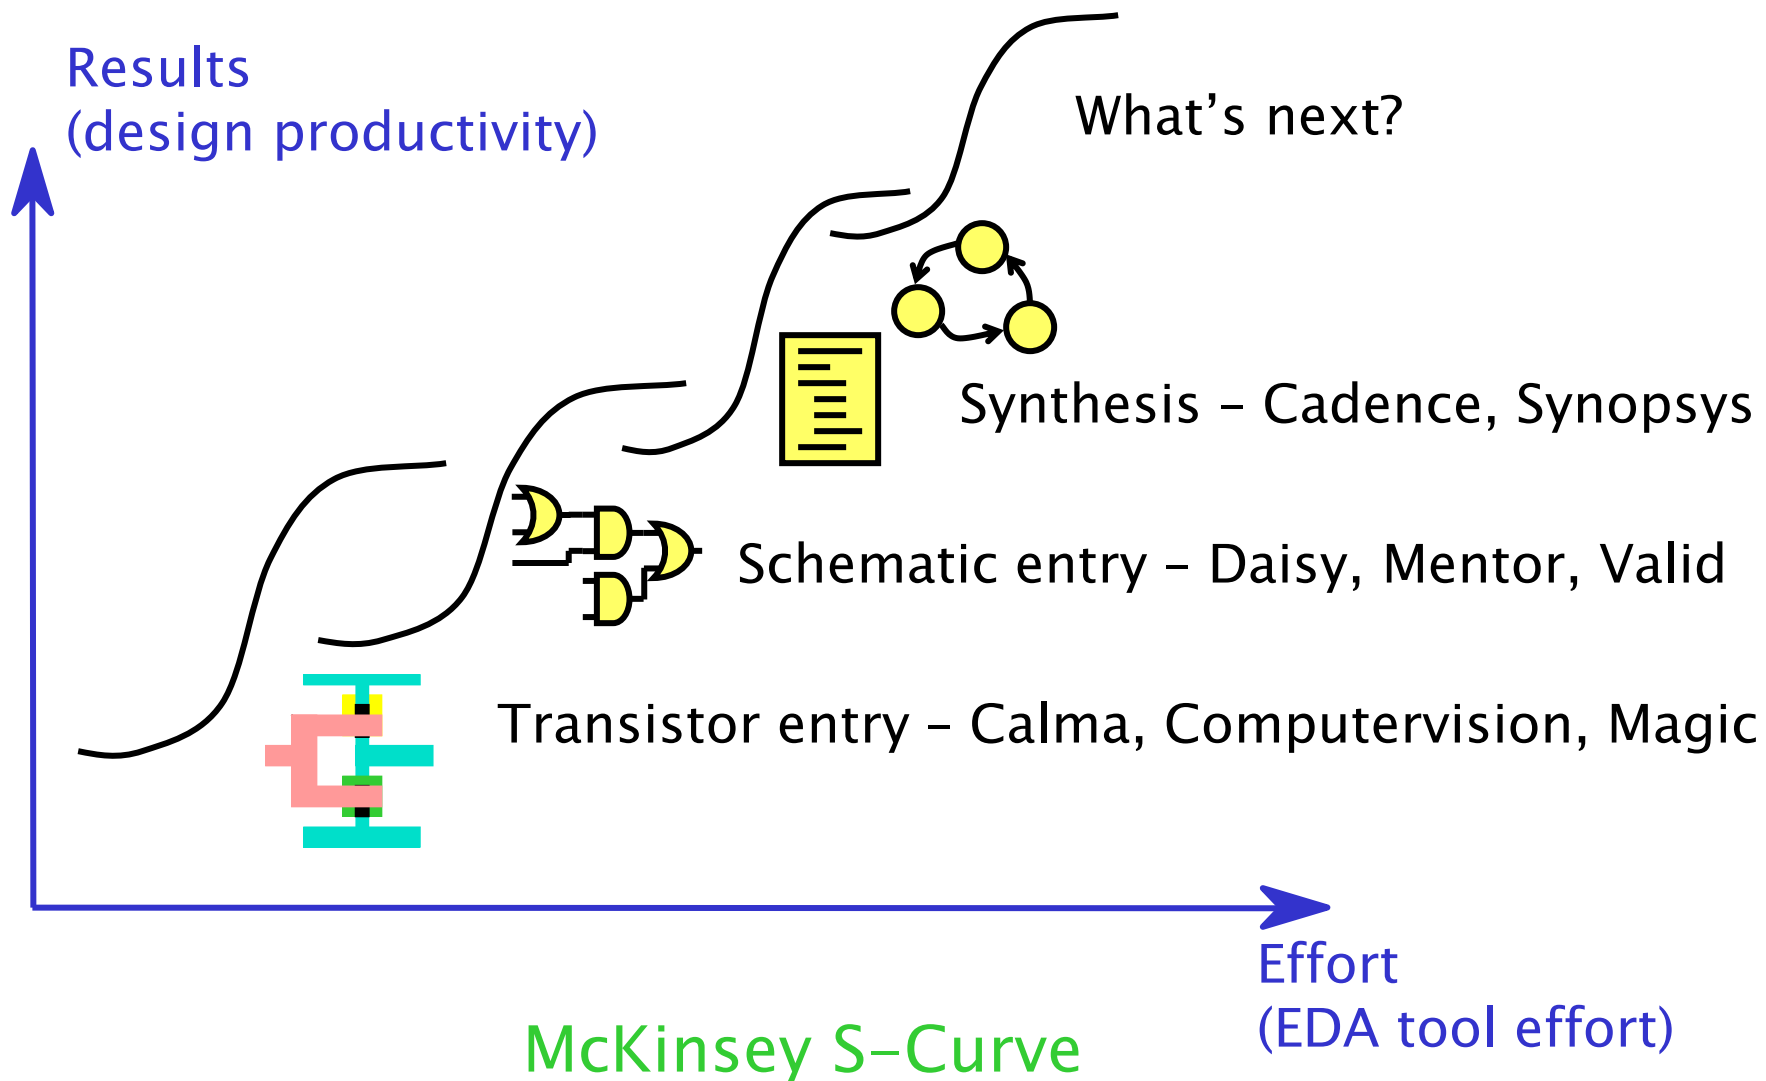 Results
(design productivity)
What’s next?
Synthesis – Cadence, Synopsys
Schematic entry – Daisy, Mentor, Valid
Transistor entry – Calma, Computervision, Magic
Effort
(EDA tool effort)
McKinsey S-Curve